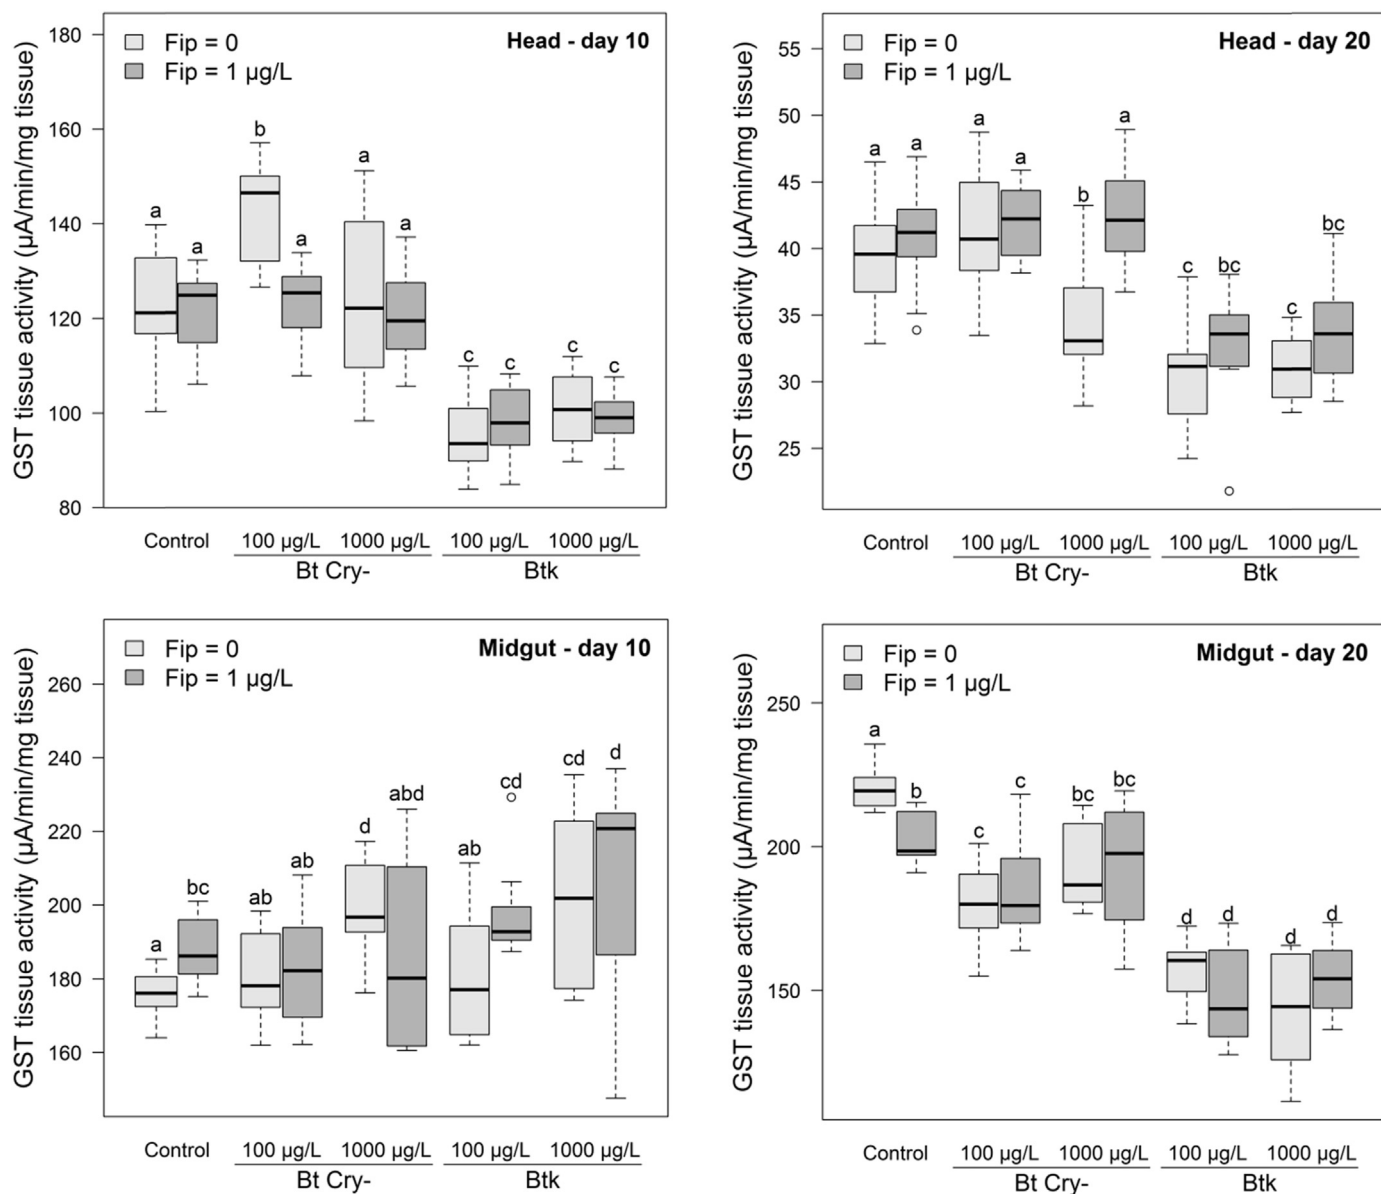 GST tissue activity (µA/min/mg tissue)
180
160
140
120
100
80
Fip = 0
Fip = 1 µg/L
Head - day 10
a
a
b
a
a
a
c
c
c
c
Control
100 µg/L
1000 µg/L
100 µg/L
1000 µg/L
Bt Cry-
Btk
GST tissue activity (µA/min/mg tissue)
55
50
45
40
35
30
25
Fip = 0
Fip = 1 µg/L
Head - day 20
a
a
a
a
b
a
c
bc
c
bc
Control
100 µg/L
1000 µg/L
100 µg/L
1000 µg/L
Bt Cry-
Btk
GST tissue activity (µA/min/mg tissue)
260
240
220
200
180
160
Fip = 0
Fip = 1 µg/L
Midgut - day 10
a
bc
ab
ab
d
abd
ab
cd
cd
d
Control
100 µg/L
1000 µg/L
100 µg/L
1000 µg/L
Bt Cry-
Btk
GST tissue activity (µA/min/mg tissue)
250
200
150
Fip = 0
Fip = 1 µg/L
Midgut - day 20
a
b
c
c
bc
bc
d
d
d
d
Control
100 µg/L
1000 µg/L
100 µg/L
1000 µg/L
Bt Cry-
Btk